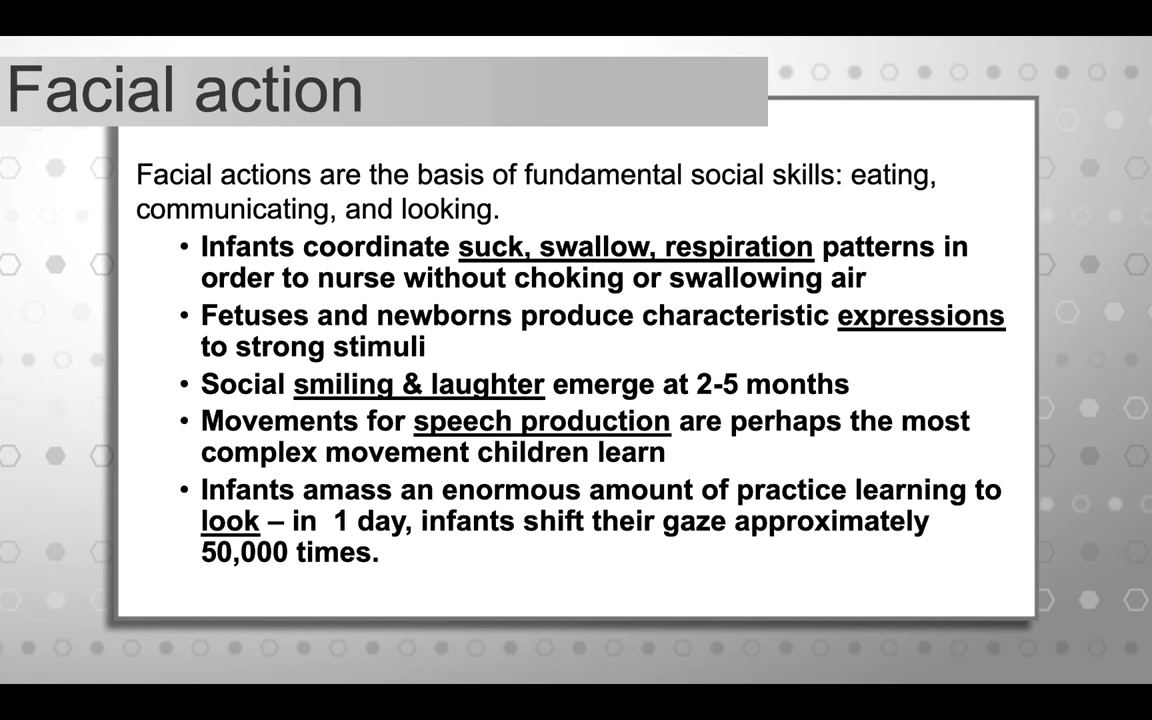 Facial action
Facial actions are the basis of fundamental social skills: eating,
communicating, and looking.
• Infants coordinate suck, swallow, respiration patterns in
order to nurse without choking or swallowing air
• Fetuses and newborns produce characteristic expressions
to strong stimuli
• Social smiling & laughter emerge at 2-5 months
• Movements for speech production are perhaps the most
complex movement children learn
• Infants amass an enormous amount of practice learning to
look – in  1 day, infants shift their gaze approximately
50,000 times.